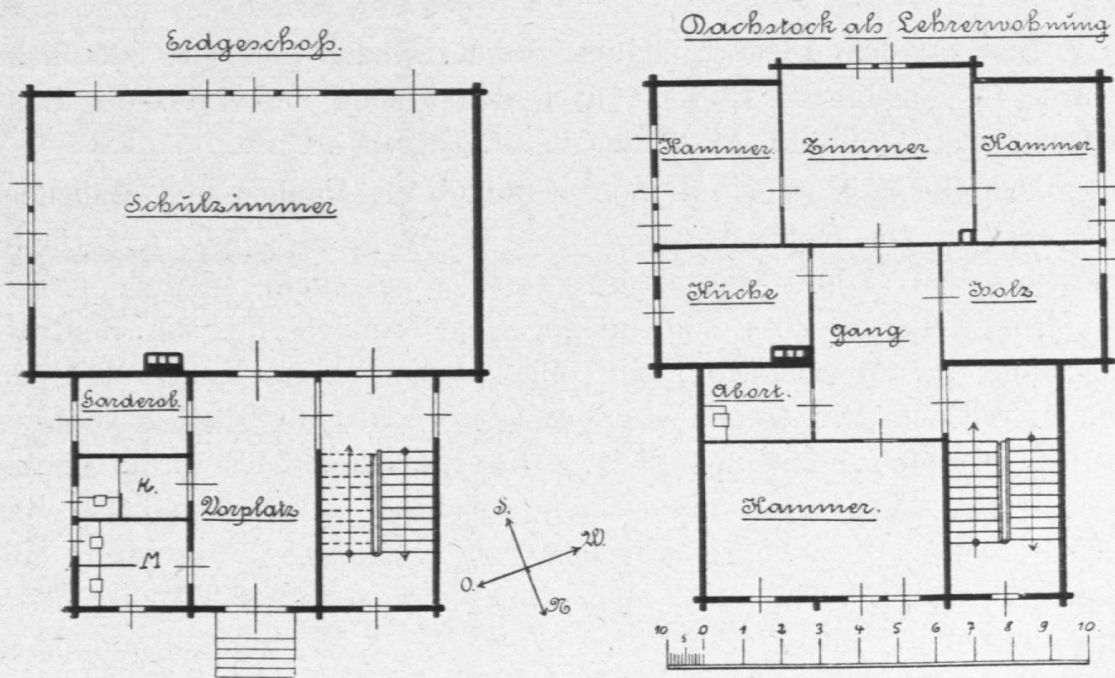 Erdgeschoß.
Schulzimmer
Garderob.
K.
Vorplatz
M
S.
W.
O.
N
Dachstock als Lehrerwohnung
Kammer.
Zimmer
Kammer.
Küche
Holz
Gang
Abort.
Kammer.
10 5 0 1 2 3 4 5 6 7 8 9 10